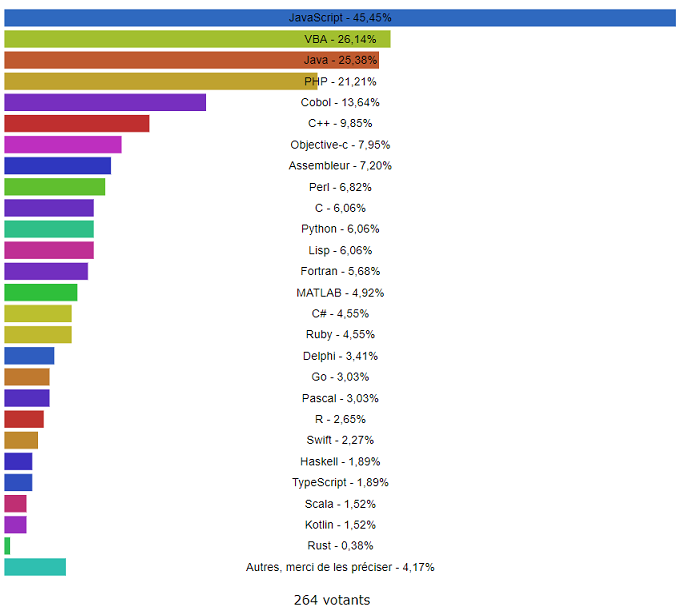 JavaScript - 45,45%
VBA - 26,14%
Java - 25,38%
PHP - 21,21%
Cobol - 13,64%
C++ - 9,85%
Objective-c - 7,95%
Assembleur - 7,20%
Perl - 6,82%
C - 6,06%
Python - 6,06%
Lisp - 6,06%
Fortran - 5,68%
MATLAB - 4,92%
C# - 4,55%
Ruby - 4,55%
Delphi - 3,41%
Go - 3,03%
Pascal - 3,03%
R - 2,65%
Swift - 2,27%
Haskell - 1,89%
TypeScript - 1,89%
Scala - 1,52%
Kotlin - 1,52%
Rust - 0,38%
Autres, merci de les préciser - 4,17%
264 votants